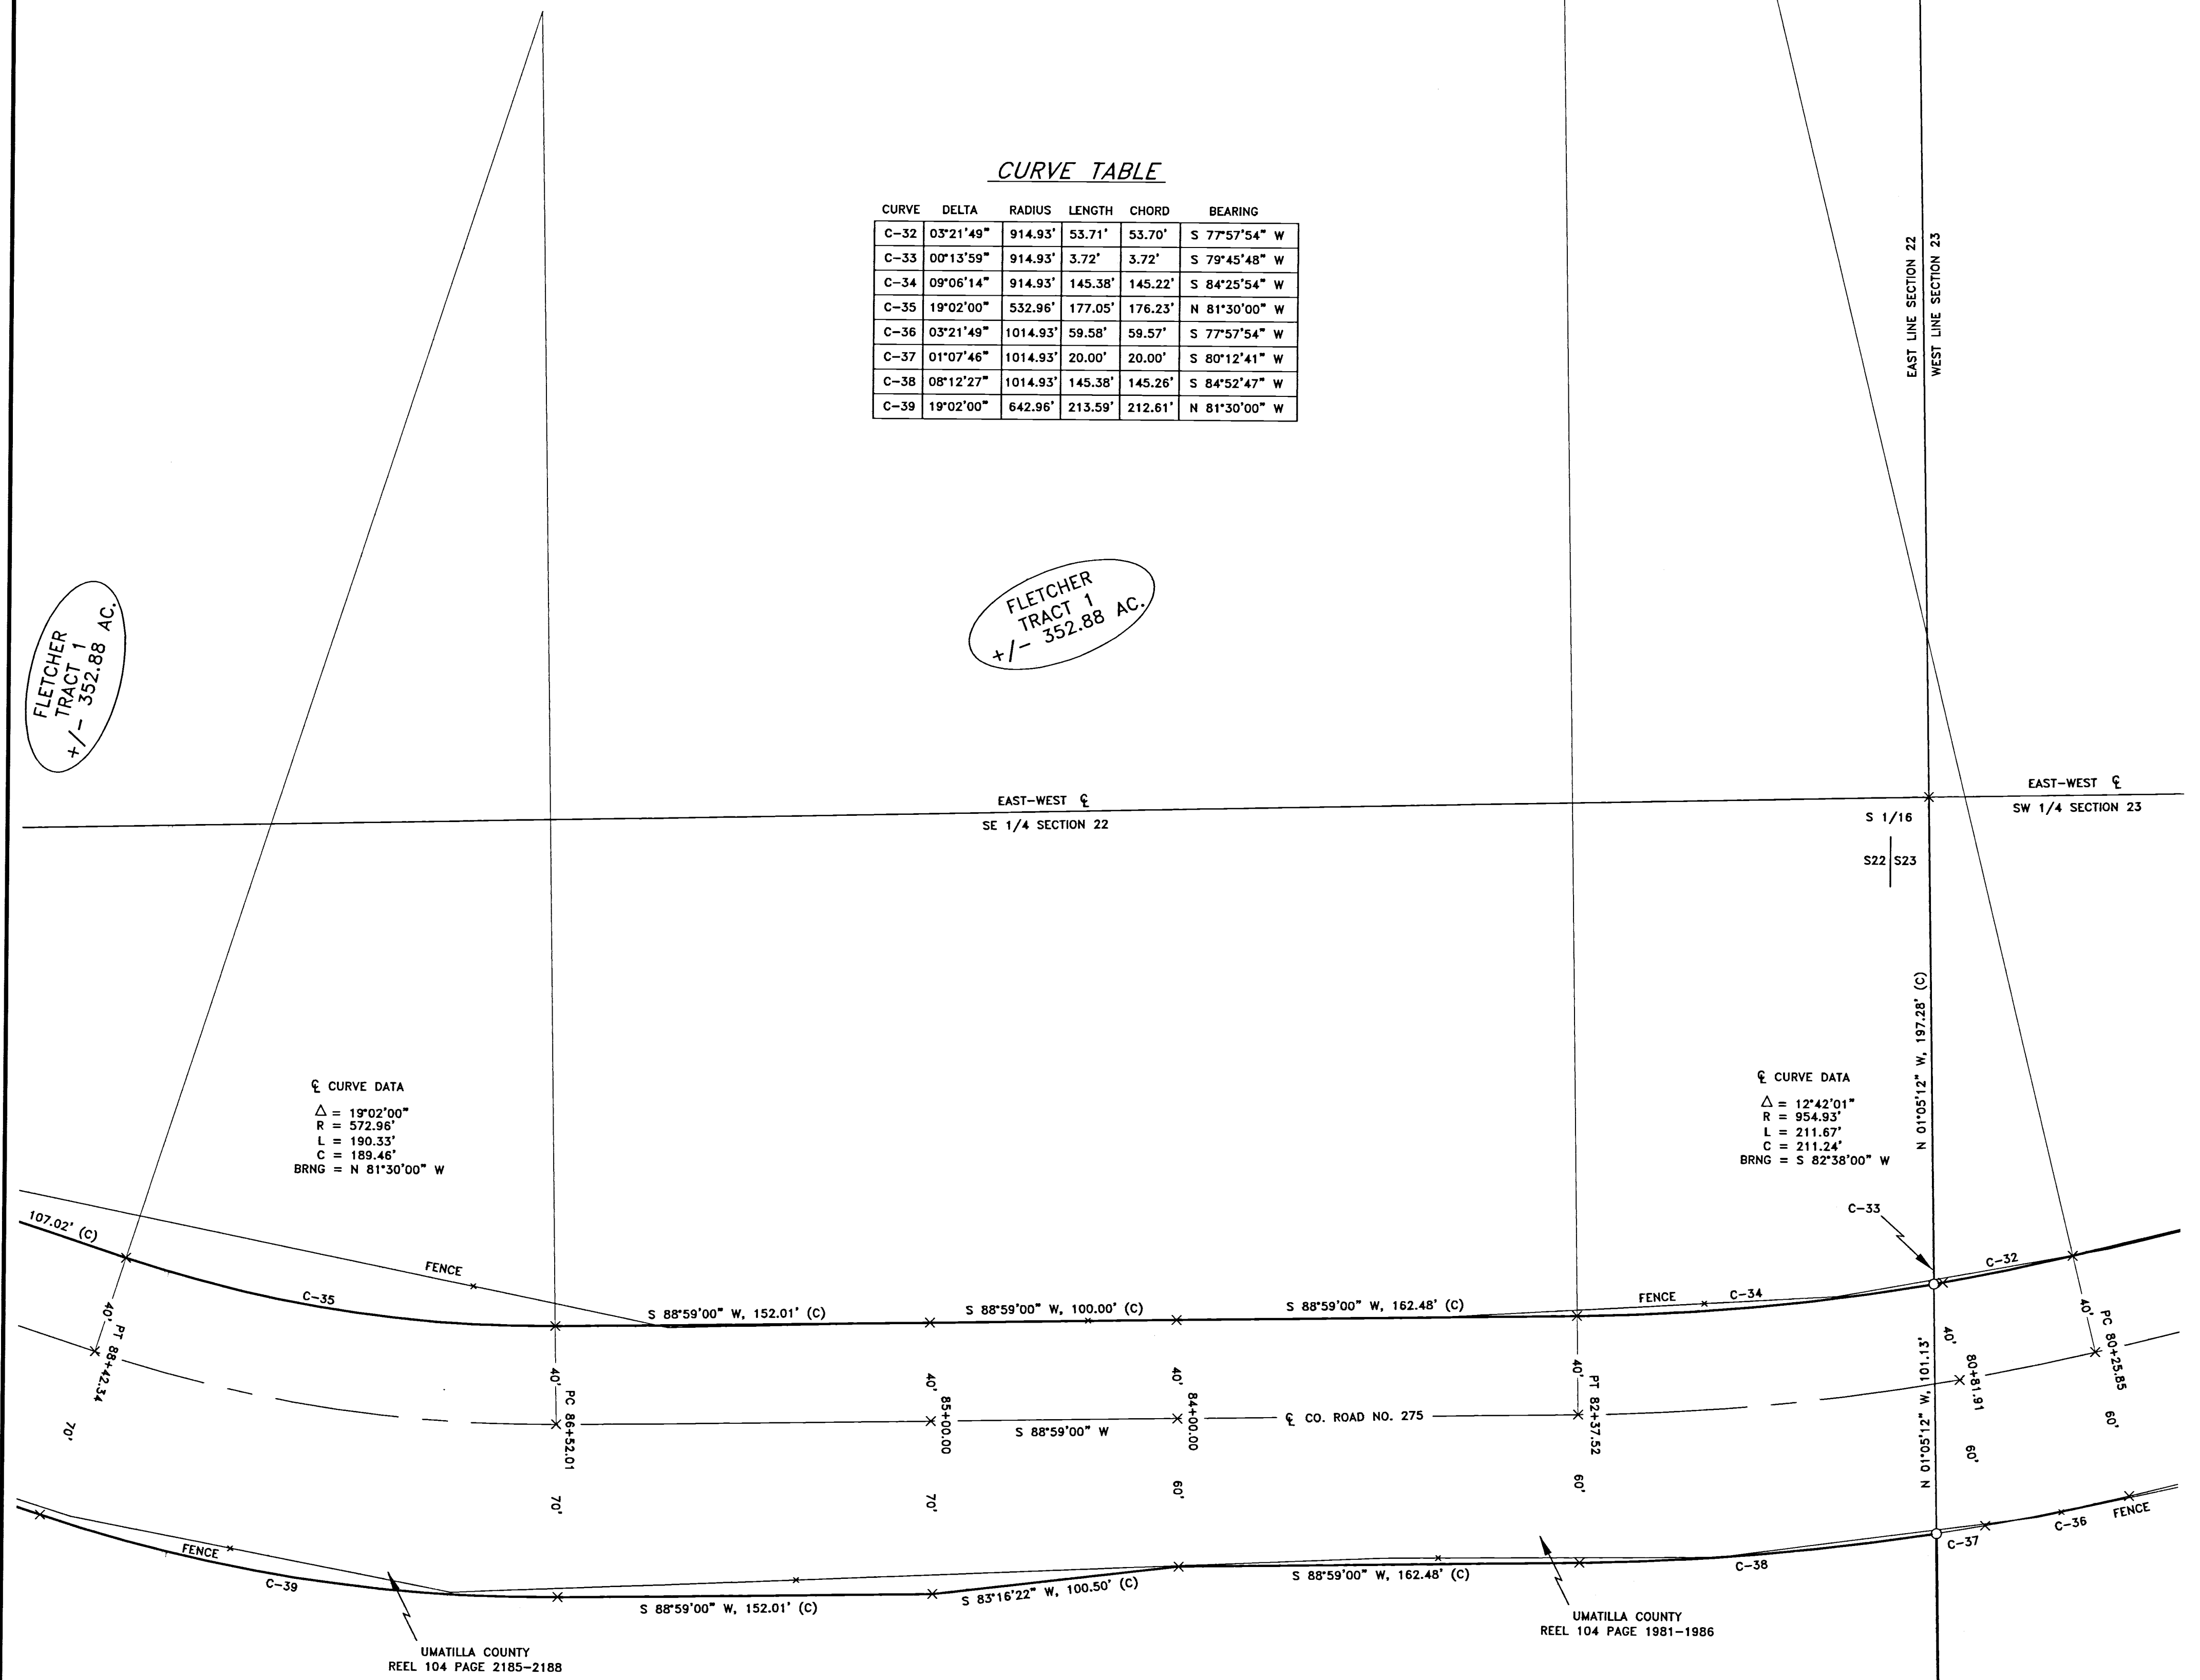 CURVE TABLE
CURVE DELTA RADIUS LENGTH CHORD BEARING
C-32 03°21'49" 914.93' 53.71' 53.70' S 77°57'54" W
C-33 00°13'59" 914.93' 3.72' 3.72' S 79°45'48" W
C-34 09°06'14" 914.93' 145.38' 145.22' S 84°25'54" W
C-35 19°02'00" 532.96' 177.05' 176.23' N 81°30'00" W
C-36 03°21'49" 1014.93' 59.58' 59.57' S 77°57'54" W
C-37 01°07'46" 1014.93' 20.00' 20.00' S 80°12'41" W
C-38 08°12'27" 1014.93' 145.38' 145.26' S 84°52'47" W
C-39 19°02'00" 642.96' 213.59' 212.61' N 81°30'00" W
EAST LINE SECTION 22
WEST LINE SECTION 23
FLETCHER
TRACT 1
+/- 352.88 AC.
FLETCHER
TRACT 1
+/- 352.88 AC.
EAST-WEST ℄
SE 1/4 SECTION 22
EAST-WEST ℄
SW 1/4 SECTION 23
S 1/16
S22 S23
N 01°05'12" W, 197.28' (C)
℄ CURVE DATA
Δ = 19°02'00"
R = 572.96'
L = 190.33'
C = 189.46'
BRNG = N 81°30'00" W
℄ CURVE DATA
Δ = 12°42'01"
R = 954.93'
L = 211.67'
C = 211.24'
BRNG = S 82°38'00" W
C-33
107.02' (C)
FENCE
C-35
S 88°59'00" W, 152.01' (C)
S 88°59'00" W, 100.00' (C)
S 88°59'00" W, 162.48' (C)
FENCE
C-34
C-32
40'
PT 88+42.34
70'
40'
PC 86+52.01
70'
40'
85+00.00
70'
S 88°59'00" W
40'
84+00.00
60'
℄ CO. ROAD NO. 275
40'
PT 82+37.52
60'
N 01°05'12" W, 101.13'
40'
80+81.91
60'
40'
PC 80+25.85
60'
FENCE
C-39
S 88°59'00" W, 152.01' (C)
S 83°16'22" W, 100.50' (C)
S 88°59'00" W, 162.48' (C)
C-38
C-37
C-36
FENCE
UMATILLA COUNTY
REEL 104 PAGE 2185-2188
UMATILLA COUNTY
REEL 104 PAGE 1981-1986